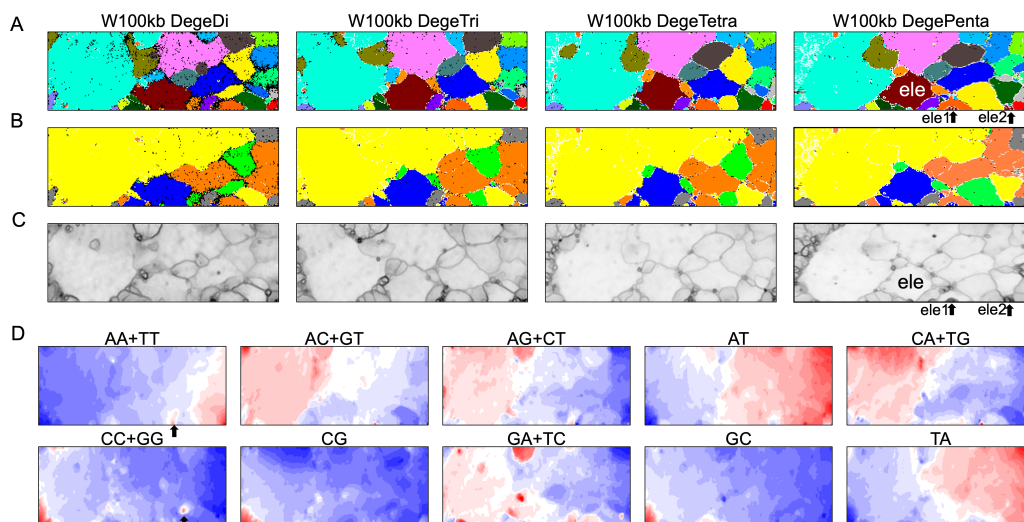 A W100kb DegeDi W100kb DegeTri W100kb DegeTetra W100kb DegePenta
ele
ele1 ele2
B
C
ele
ele1 ele2
D
AA+TT AC+GT AG+CT AT CA+TG
CC+GG CG GA+TC GC TA